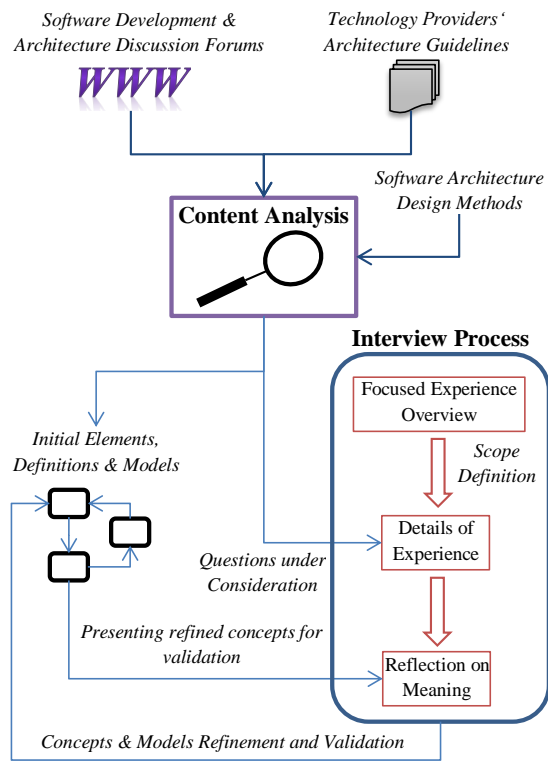 Software Development &
Architecture Discussion Forums
WWW
Technology Providers‘
Architecture Guidelines
Software Architecture
Design Methods
Content Analysis
Interview Process
Focused Experience
Overview
Scope
Definition
Initial Elements,
Definitions & Models
Details of
Experience
Questions under
Consideration
Presenting refined concepts for
validation
Reflection on
Meaning
Concepts & Models Refinement and Validation